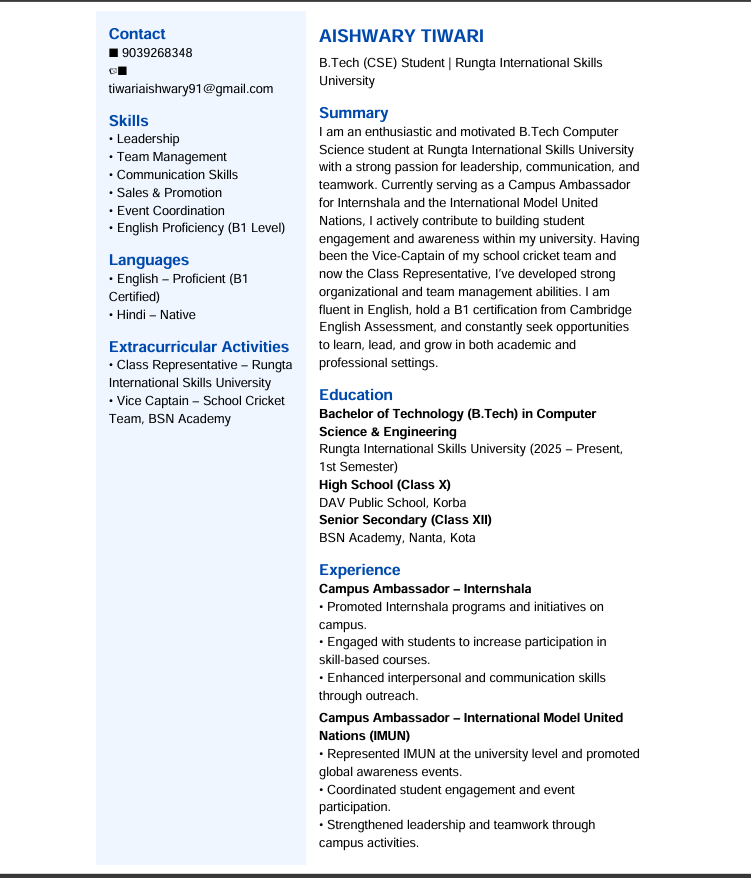 Contact
■ 9039268348
✉■
tiwariaishwary91@gmail.com
Skills
• Leadership
• Team Management
• Communication Skills
• Sales & Promotion
• Event Coordination
• English Proficiency (B1 Level)
Languages
• English – Proficient (B1
Certified)
• Hindi – Native
Extracurricular Activities
• Class Representative – Rungta
International Skills University
• Vice Captain – School Cricket
Team, BSN Academy
AISHWARY TIWARI
B.Tech (CSE) Student | Rungta International Skills
University
Summary
I am an enthusiastic and motivated B.Tech Computer
Science student at Rungta International Skills University
with a strong passion for leadership, communication, and
teamwork. Currently serving as a Campus Ambassador
for Internshala and the International Model United
Nations, I actively contribute to building student
engagement and awareness within my university. Having
been the Vice-Captain of my school cricket team and
now the Class Representative, I've developed strong
organizational and team management abilities. I am
fluent in English, hold a B1 certification from Cambridge
English Assessment, and constantly seek opportunities
to learn, lead, and grow in both academic and
professional settings.
Education
Bachelor of Technology (B.Tech) in Computer
Science & Engineering
Rungta International Skills University (2025 – Present,
1st Semester)
High School (Class X)
DAV Public School, Korba
Senior Secondary (Class XII)
BSN Academy, Nanta, Kota
Experience
Campus Ambassador – Internshala
• Promoted Internshala programs and initiatives on
campus.
• Engaged with students to increase participation in
skill-based courses.
• Enhanced interpersonal and communication skills
through outreach.
Campus Ambassador – International Model United
Nations (IMUN)
• Represented IMUN at the university level and promoted
global awareness events.
• Coordinated student engagement and event
participation.
• Strengthened leadership and teamwork through
campus activities.